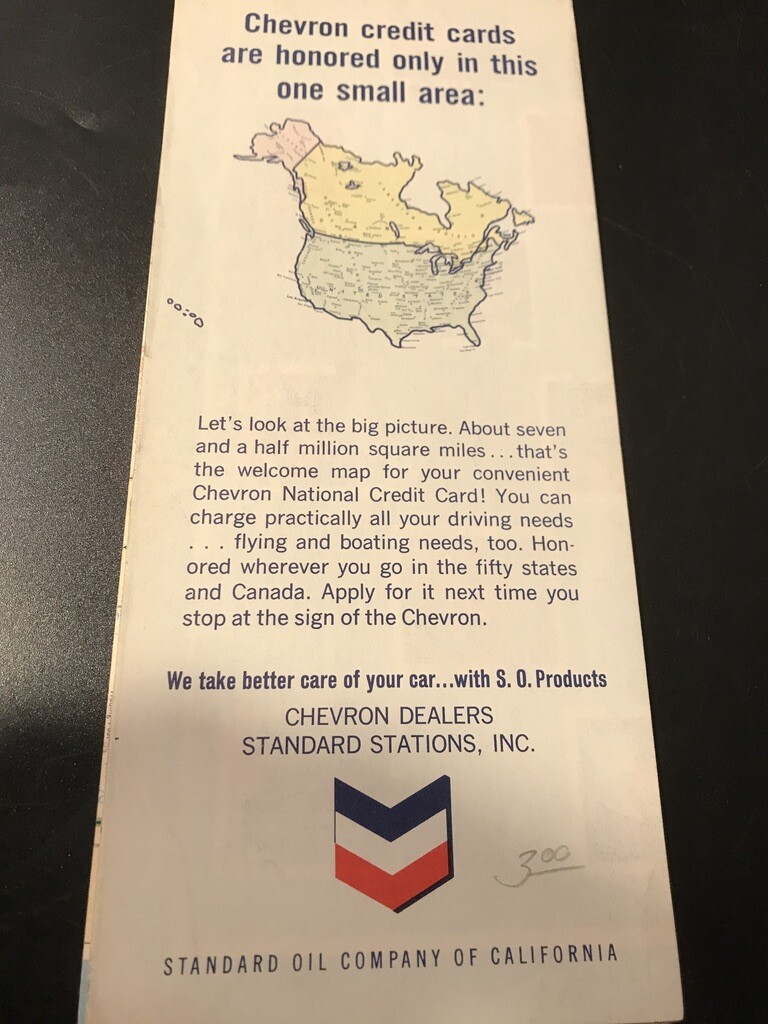 Chevron credit cards
are honored only in this
one small area:
Let's look at the big picture. About seven
and a half million square miles...that's
the welcome map for your convenient
Chevron National Credit Card! You can
charge practically all your driving needs
. . . flying and boating needs, too. Hon-
ored wherever you go in the fifty states
and Canada. Apply for it next time you
stop at the sign of the Chevron.
We take better care of your car...with S. O. Products
CHEVRON DEALERS
STANDARD STATIONS, INC.
3.00
STANDARD OIL COMPANY OF CALIFORNIA